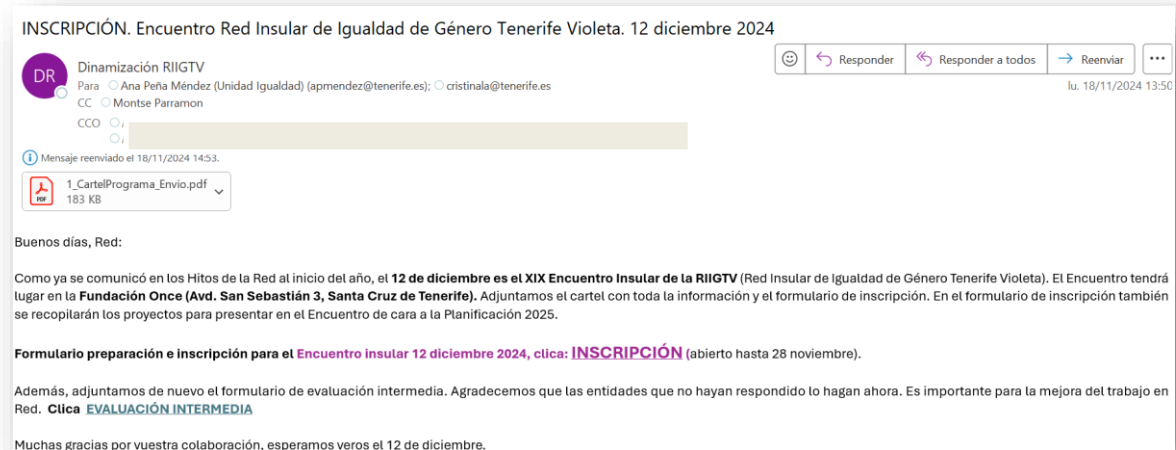 INSCRIPCIÓN. Encuentro Red Insular de Igualdad de Género Tenerife Violeta. 12 diciembre 2024
DR
Dinamización RIIGTV
Responder
Responder a todos
Reenviar
Para Ana Peña Méndez (Unidad Igualdad) (apmendez@tenerife.es); cristinala@tenerife.es
lu. 18/11/2024 13:50
CC Montse Parramon
CCO
Mensaje reenviado el 18/11/2024 14:53.
PDF
1_CartelPrograma_Envio.pdf
183 KB
Buenos días, Red:
Como ya se comunicó en los Hitos de la Red al inicio del año, el 12 de diciembre es el XIX Encuentro Insular de la RIIGTV (Red Insular de Igualdad de Género Tenerife Violeta). El Encuentro tendrá
lugar en la Fundación Once (Avd. San Sebastián 3, Santa Cruz de Tenerife). Adjuntamos el cartel con toda la información y el formulario de inscripción. En el formulario de inscripción también
se recopilarán los proyectos para presentar en el Encuentro de cara a la Planificación 2025.
Formulario preparación e inscripción para el Encuentro insular 12 diciembre 2024, clica: INSCRIPCIÓN (abierto hasta 28 noviembre).
Además, adjuntamos de nuevo el formulario de evaluación intermedia. Agradecemos que las entidades que no hayan respondido lo hagan ahora. Es importante para la mejora del trabajo en
Red. Clica EVALUACIÓN INTERMEDIA
Muchas gracias por vuestra colaboración, esperamos veros el 12 de diciembre.